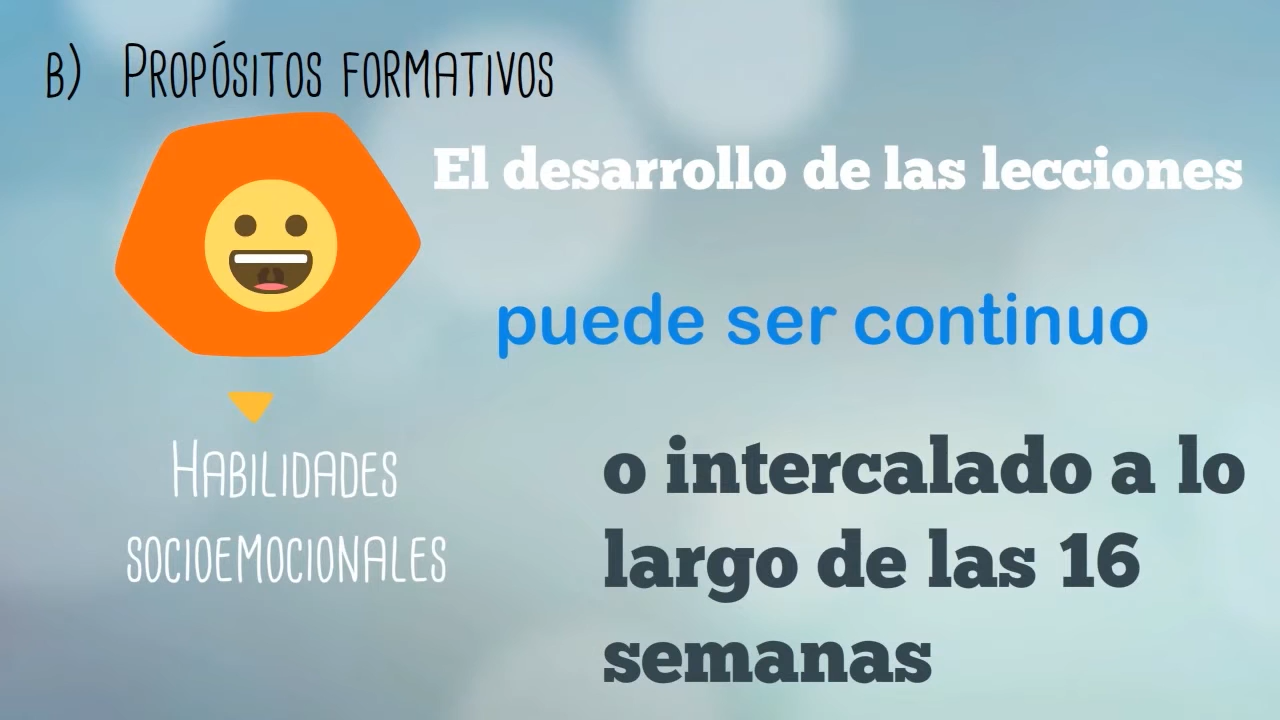 B) PROPÓSITOS FORMATIVOS
El desarrollo de las lecciones
puede ser continuo
HABILIDADES
SOCIOEMOCIONALES
o intercalado a lo
largo de las 16
semanas